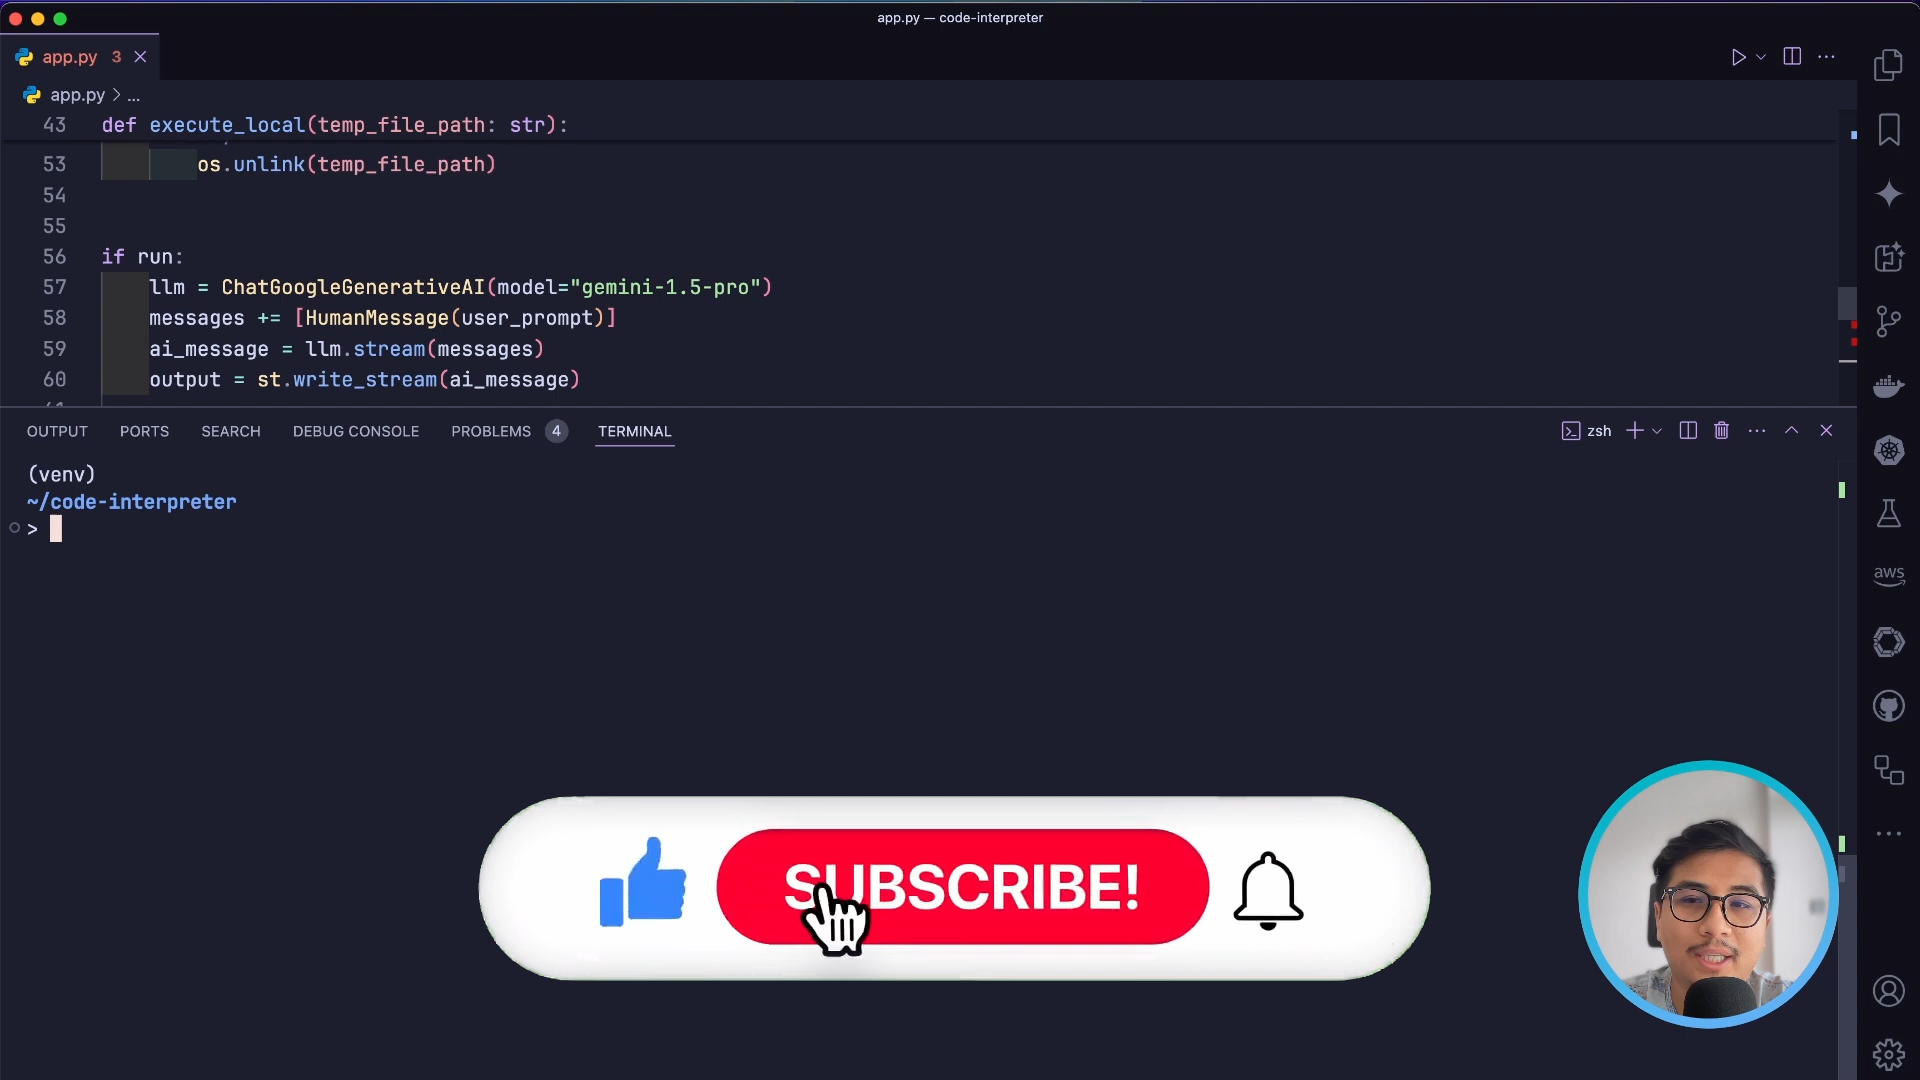 app.py — code-interpreter
app.py 3
app.py > ...
43 def execute_local(temp_file_path: str):
53 os.unlink(temp_file_path)
54
55
56 if run:
57 llm = ChatGoogleGenerativeAI(model="gemini-1.5-pro")
58 messages += [HumanMessage(user_prompt)]
59 ai_message = llm.stream(messages)
60 output = st.write_stream(ai_message)
OUTPUT PORTS SEARCH DEBUG CONSOLE PROBLEMS 4 TERMINAL
zsh
(venv)
~/code-interpreter
>
aws
SUBSCRIBE!